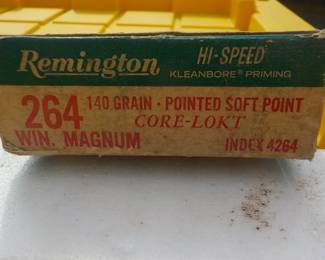 Remington HI-SPEED
KLEANBORE® PRIMING
264 140 GRAIN · POINTED SOFT POINT
CORE-LOKT
WIN. MAGNUM INDEX 4264